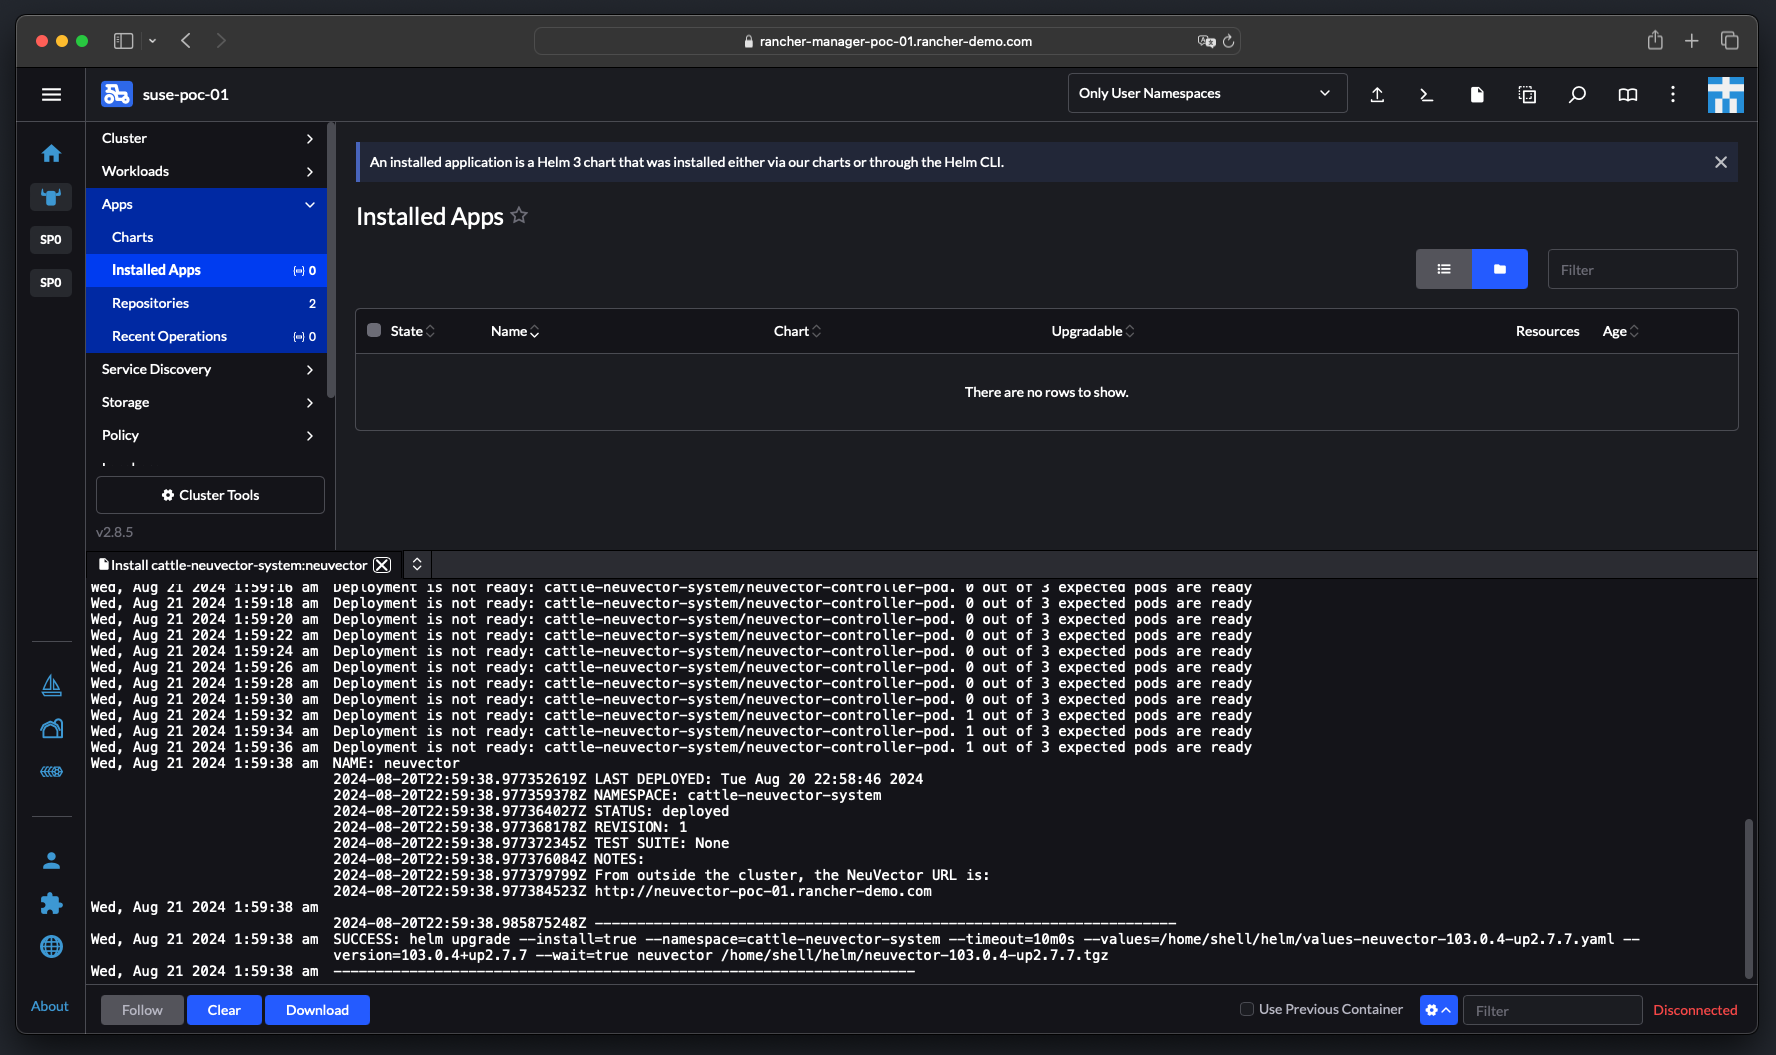 rancher-manager-poc-01.rancher-demo.com
suse-poc-01
Only User Namespaces
Cluster
Workloads
Apps
Charts
Installed Apps 0
Repositories 2
Recent Operations 0
Service Discovery
Storage
Policy
Cluster Tools
v2.8.5
SP0
SP0
About
An installed application is a Helm 3 chart that was installed either via our charts or through the Helm CLI.
Installed Apps
Filter
State Name Chart Upgradable Resources Age
There are no rows to show.
Install cattle-neuvector-system:neuvector
Wed, Aug 21 2024 1:59:16 am Deployment is not ready: cattle-neuvector-system/neuvector-controller-pod. 0 out of 3 expected pods are ready
Wed, Aug 21 2024 1:59:18 am Deployment is not ready: cattle-neuvector-system/neuvector-controller-pod. 0 out of 3 expected pods are ready
Wed, Aug 21 2024 1:59:20 am Deployment is not ready: cattle-neuvector-system/neuvector-controller-pod. 0 out of 3 expected pods are ready
Wed, Aug 21 2024 1:59:22 am Deployment is not ready: cattle-neuvector-system/neuvector-controller-pod. 0 out of 3 expected pods are ready
Wed, Aug 21 2024 1:59:24 am Deployment is not ready: cattle-neuvector-system/neuvector-controller-pod. 0 out of 3 expected pods are ready
Wed, Aug 21 2024 1:59:26 am Deployment is not ready: cattle-neuvector-system/neuvector-controller-pod. 0 out of 3 expected pods are ready
Wed, Aug 21 2024 1:59:28 am Deployment is not ready: cattle-neuvector-system/neuvector-controller-pod. 0 out of 3 expected pods are ready
Wed, Aug 21 2024 1:59:30 am Deployment is not ready: cattle-neuvector-system/neuvector-controller-pod. 0 out of 3 expected pods are ready
Wed, Aug 21 2024 1:59:32 am Deployment is not ready: cattle-neuvector-system/neuvector-controller-pod. 1 out of 3 expected pods are ready
Wed, Aug 21 2024 1:59:34 am Deployment is not ready: cattle-neuvector-system/neuvector-controller-pod. 1 out of 3 expected pods are ready
Wed, Aug 21 2024 1:59:36 am Deployment is not ready: cattle-neuvector-system/neuvector-controller-pod. 1 out of 3 expected pods are ready
Wed, Aug 21 2024 1:59:38 am NAME: neuvector
2024-08-20T22:59:38.977352619Z LAST DEPLOYED: Tue Aug 20 22:58:46 2024
2024-08-20T22:59:38.977359378Z NAMESPACE: cattle-neuvector-system
2024-08-20T22:59:38.977364027Z STATUS: deployed
2024-08-20T22:59:38.977368178Z REVISION: 1
2024-08-20T22:59:38.977372345Z TEST SUITE: None
2024-08-20T22:59:38.977376084Z NOTES:
2024-08-20T22:59:38.977379799Z From outside the cluster, the NeuVector URL is:
2024-08-20T22:59:38.977384523Z http://neuvector-poc-01.rancher-demo.com
Wed, Aug 21 2024 1:59:38 am
2024-08-20T22:59:38.985875248Z ---------------------------------------------------------------------
Wed, Aug 21 2024 1:59:38 am SUCCESS: helm upgrade --install=true --namespace=cattle-neuvector-system --timeout=10m0s --values=/home/shell/helm/values-neuvector-103.0.4-up2.7.7.yaml --
version=103.0.4+up2.7.7 --wait=true neuvector /home/shell/helm/neuvector-103.0.4-up2.7.7.tgz
Wed, Aug 21 2024 1:59:38 am ---------------------------------------------------------------------
Follow Clear Download
Use Previous Container
Filter
Disconnected